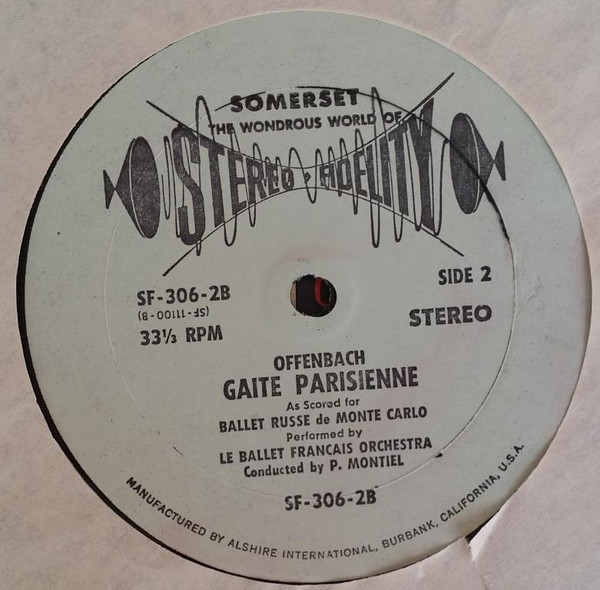 SOMERSET
THE WONDROUS WORLD OF
STEREO • FIDELITY
SF-306-2B
(SF-11100-B)
33⅓ RPM
SIDE 2
STEREO
OFFENBACH
GAITE PARISIENNE
As Scored for
BALLET RUSSE de MONTE CARLO
Performed by
LE BALLET FRANCAIS ORCHESTRA
Conducted by P. MONTIEL
SF-306-2B
MANUFACTURED BY ALSHIRE INTERNATIONAL, BURBANK, CALIFORNIA, U.S.A.